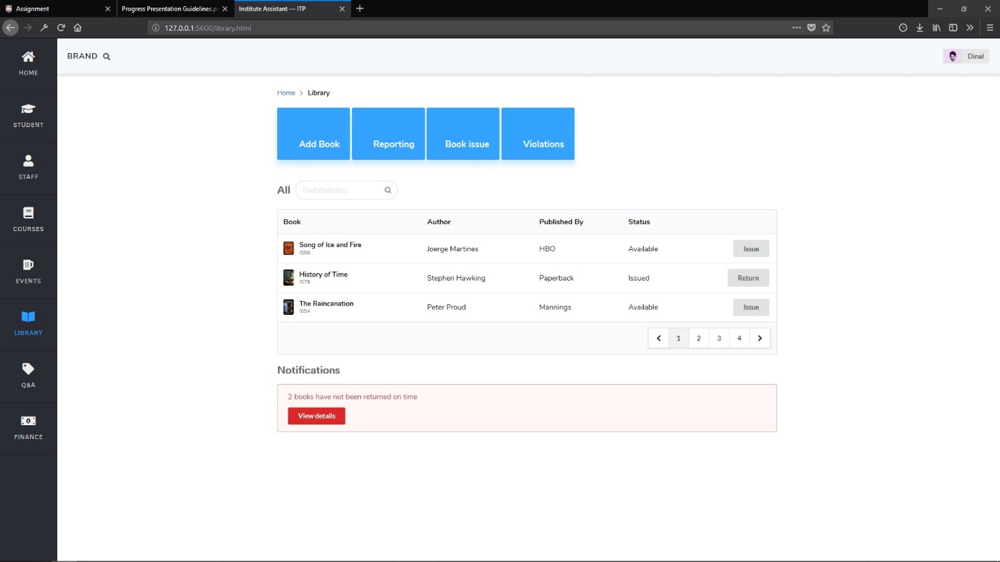 Assignment
Progress Presentation Guidelines.p
Institute Assistant — ITP
127.0.0.1:5600/library.html
BRAND
Dinal
HOME
STUDENT
STAFF
COURSES
EVENTS
LIBRARY
Q&A
FINANCE
Home > Library
Add Book Reporting Book issue Violations
All Find students...
Book Author Published By Status
Song of Ice and Fire Joerge Martines HBO Available Issue
IS66
History of Time Stephen Hawking Paperback Issued Return
IS78
The Raincanation Peter Proud Mannings Available Issue
IS54
1 2 3 4
Notifications
2 books have not been returned on time
View details